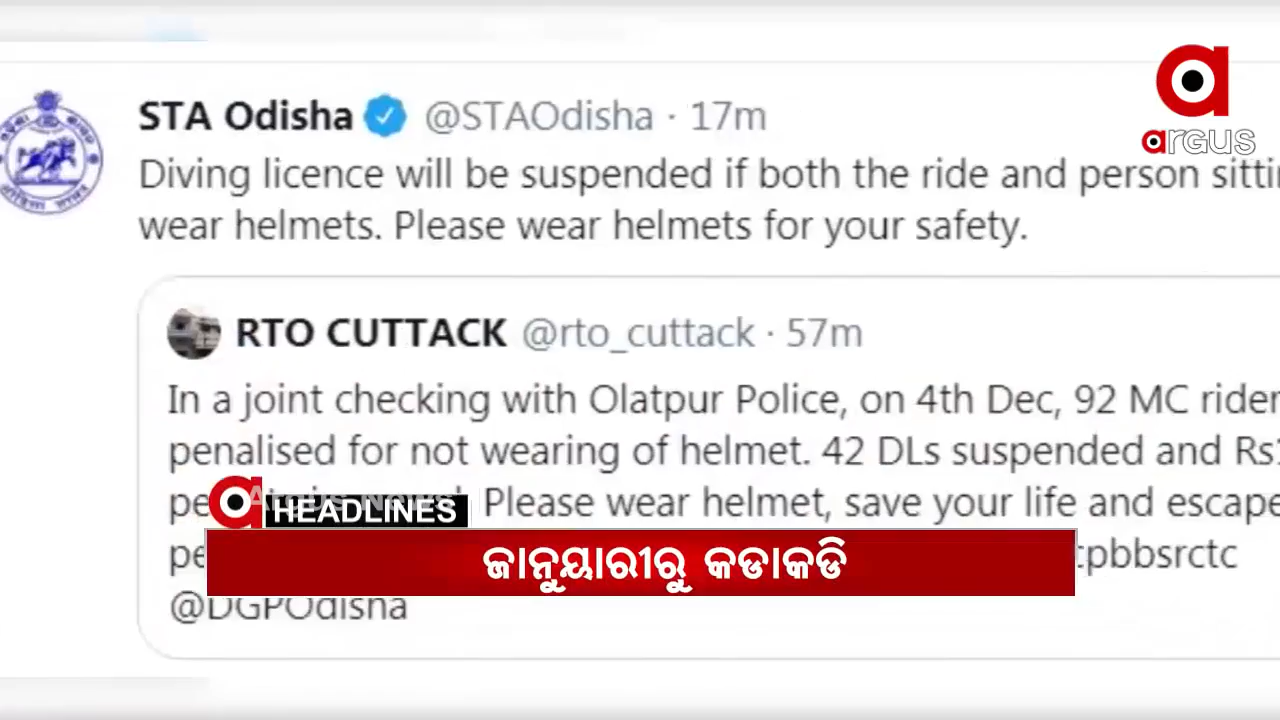 STA Odisha @STAOdisha · 17m
Diving licence will be suspended if both the ride and person
wear helmets. Please wear helmets for your safety.
RTO CUTTACK @rto_cuttack · 57m
In a joint checking with Olatpur Police, on 4th Dec, 92 MC
penalised for not wearing of helmet. 42 DLs suspended and
Please wear helmet, save your life and escape
@DGPOdisha
argus
Argus News
HEADLINES
ଜାନୁୟାରୀରୁ କଡାକଡି